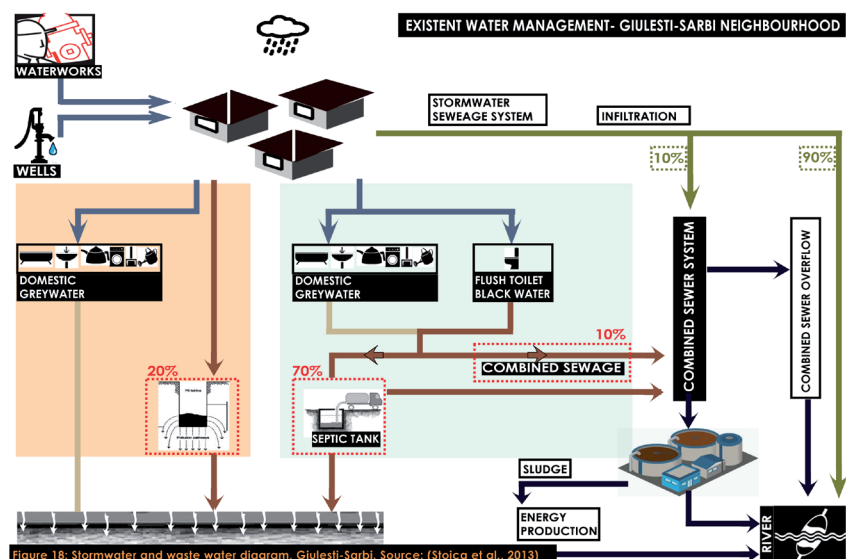 EXISTENT WATER MANAGEMENT- GIULESTI-SARBI NEIGHBOURHOOD
WATERWORKS
WELLS
STORMWATER
SEWEAGE SYSTEM
INFILTRATION
10%
90%
DOMESTIC
GREYWATER
DOMESTIC
GREYWATER
FLUSH TOILET
BLACK WATER
COMBINED SEWER SYSTEM
COMBINED SEWER OVERFLOW
10%
COMBINED SEWAGE
20%
70%
SEPTIC TANK
SLUDGE
ENERGY
PRODUCTION
RIVER
Figure 18: Stormwater and waste water diagram, Giulesti-Sarbi. Source: (Stoica et al., 2013)